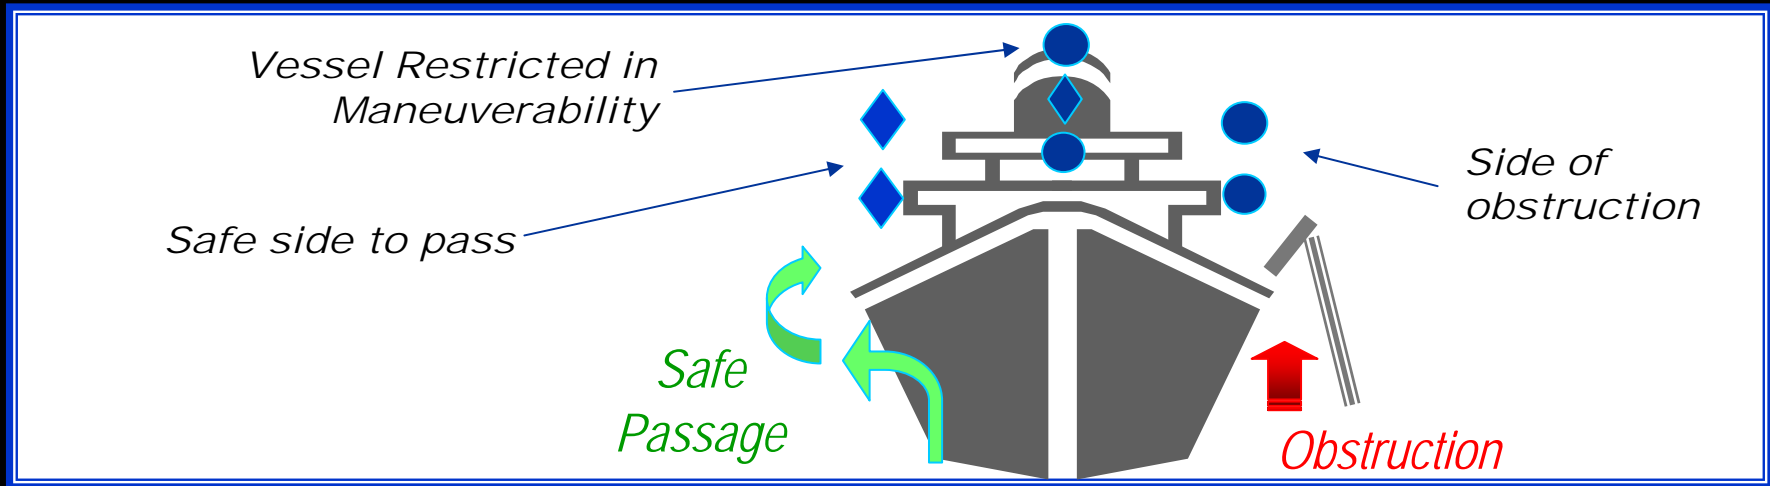 Vessel Restricted in
Maneuverability
Safe side to pass
Side of
obstruction
Safe
Passage
Obstruction